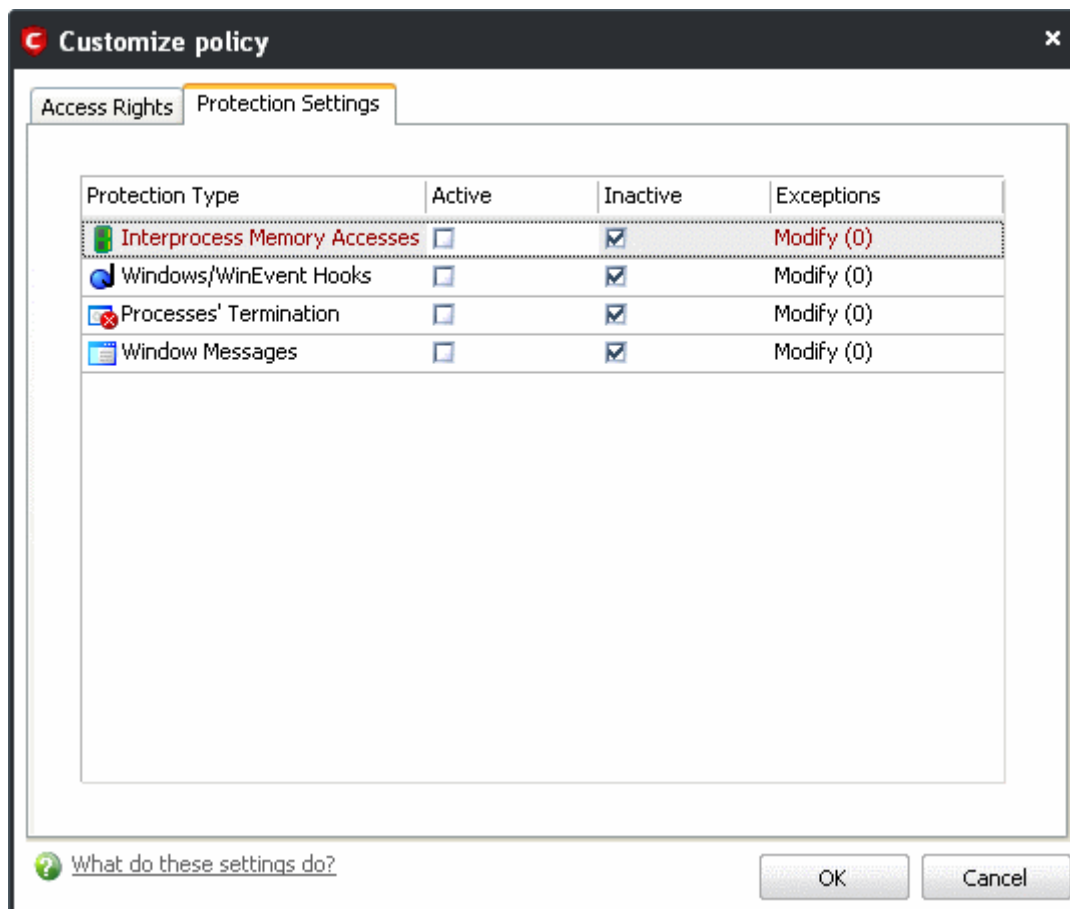 Customize policy
Access Rights Protection Settings
Protection Type Active Inactive Exceptions
Interprocess Memory Accesses Modify (0)
Windows/WinEvent Hooks Modify (0)
Processes' Termination Modify (0)
Window Messages Modify (0)
What do these settings do?
OK Cancel